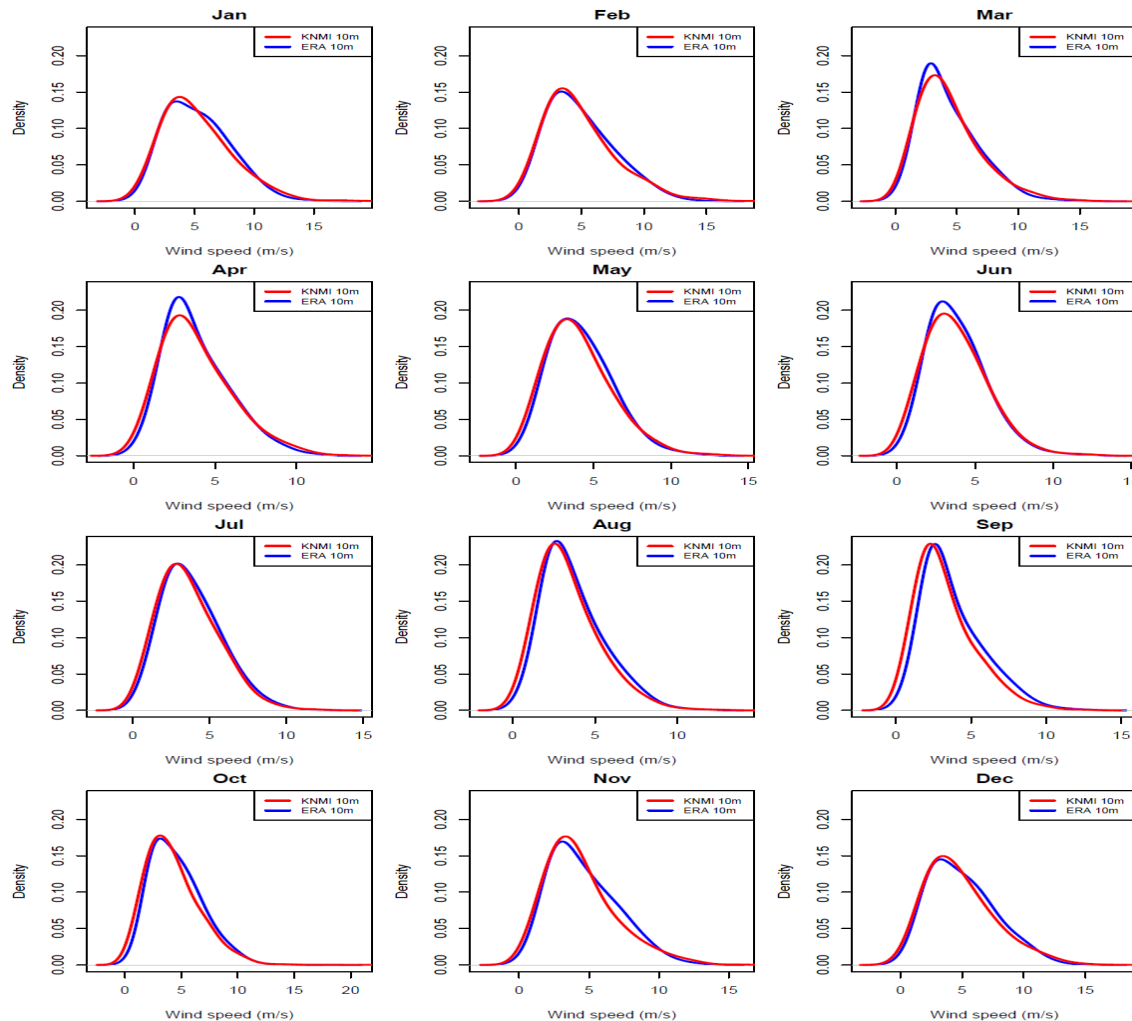 Jan
Feb
Mar
KNMI 10m
ERA 10m
KNMI 10m
ERA 10m
KNMI 10m
ERA 10m
Density
Density
Density
0.00 0.05 0.10 0.15 0.20
0.00 0.05 0.10 0.15 0.20
0.00 0.05 0.10 0.15 0.20
0 5 10 15
0 5 10 15
0 5 10 15
Wind speed (m/s)
Wind speed (m/s)
Wind speed (m/s)
Apr
May
Jun
KNMI 10m
ERA 10m
KNMI 10m
ERA 10m
KNMI 10m
ERA 10m
Density
Density
Density
0.00 0.05 0.10 0.15 0.20
0.00 0.05 0.10 0.15 0.20
0.00 0.05 0.10 0.15 0.20
0 5 10
0 5 10 15
0 5 10 15
Wind speed (m/s)
Wind speed (m/s)
Wind speed (m/s)
Jul
Aug
Sep
KNMI 10m
ERA 10m
KNMI 10m
ERA 10m
KNMI 10m
ERA 10m
Density
Density
Density
0.00 0.05 0.10 0.15 0.20
0.00 0.05 0.10 0.15 0.20
0.00 0.05 0.10 0.15 0.20
0 5 10 15
0 5 10
0 5 10 15
Wind speed (m/s)
Wind speed (m/s)
Wind speed (m/s)
Oct
Nov
Dec
KNMI 10m
ERA 10m
KNMI 10m
ERA 10m
KNMI 10m
ERA 10m
Density
Density
Density
0.00 0.05 0.10 0.15 0.20
0.00 0.05 0.10 0.15 0.20
0.00 0.05 0.10 0.15 0.20
0 5 10 15 20
0 5 10 15
0 5 10 15
Wind speed (m/s)
Wind speed (m/s)
Wind speed (m/s)